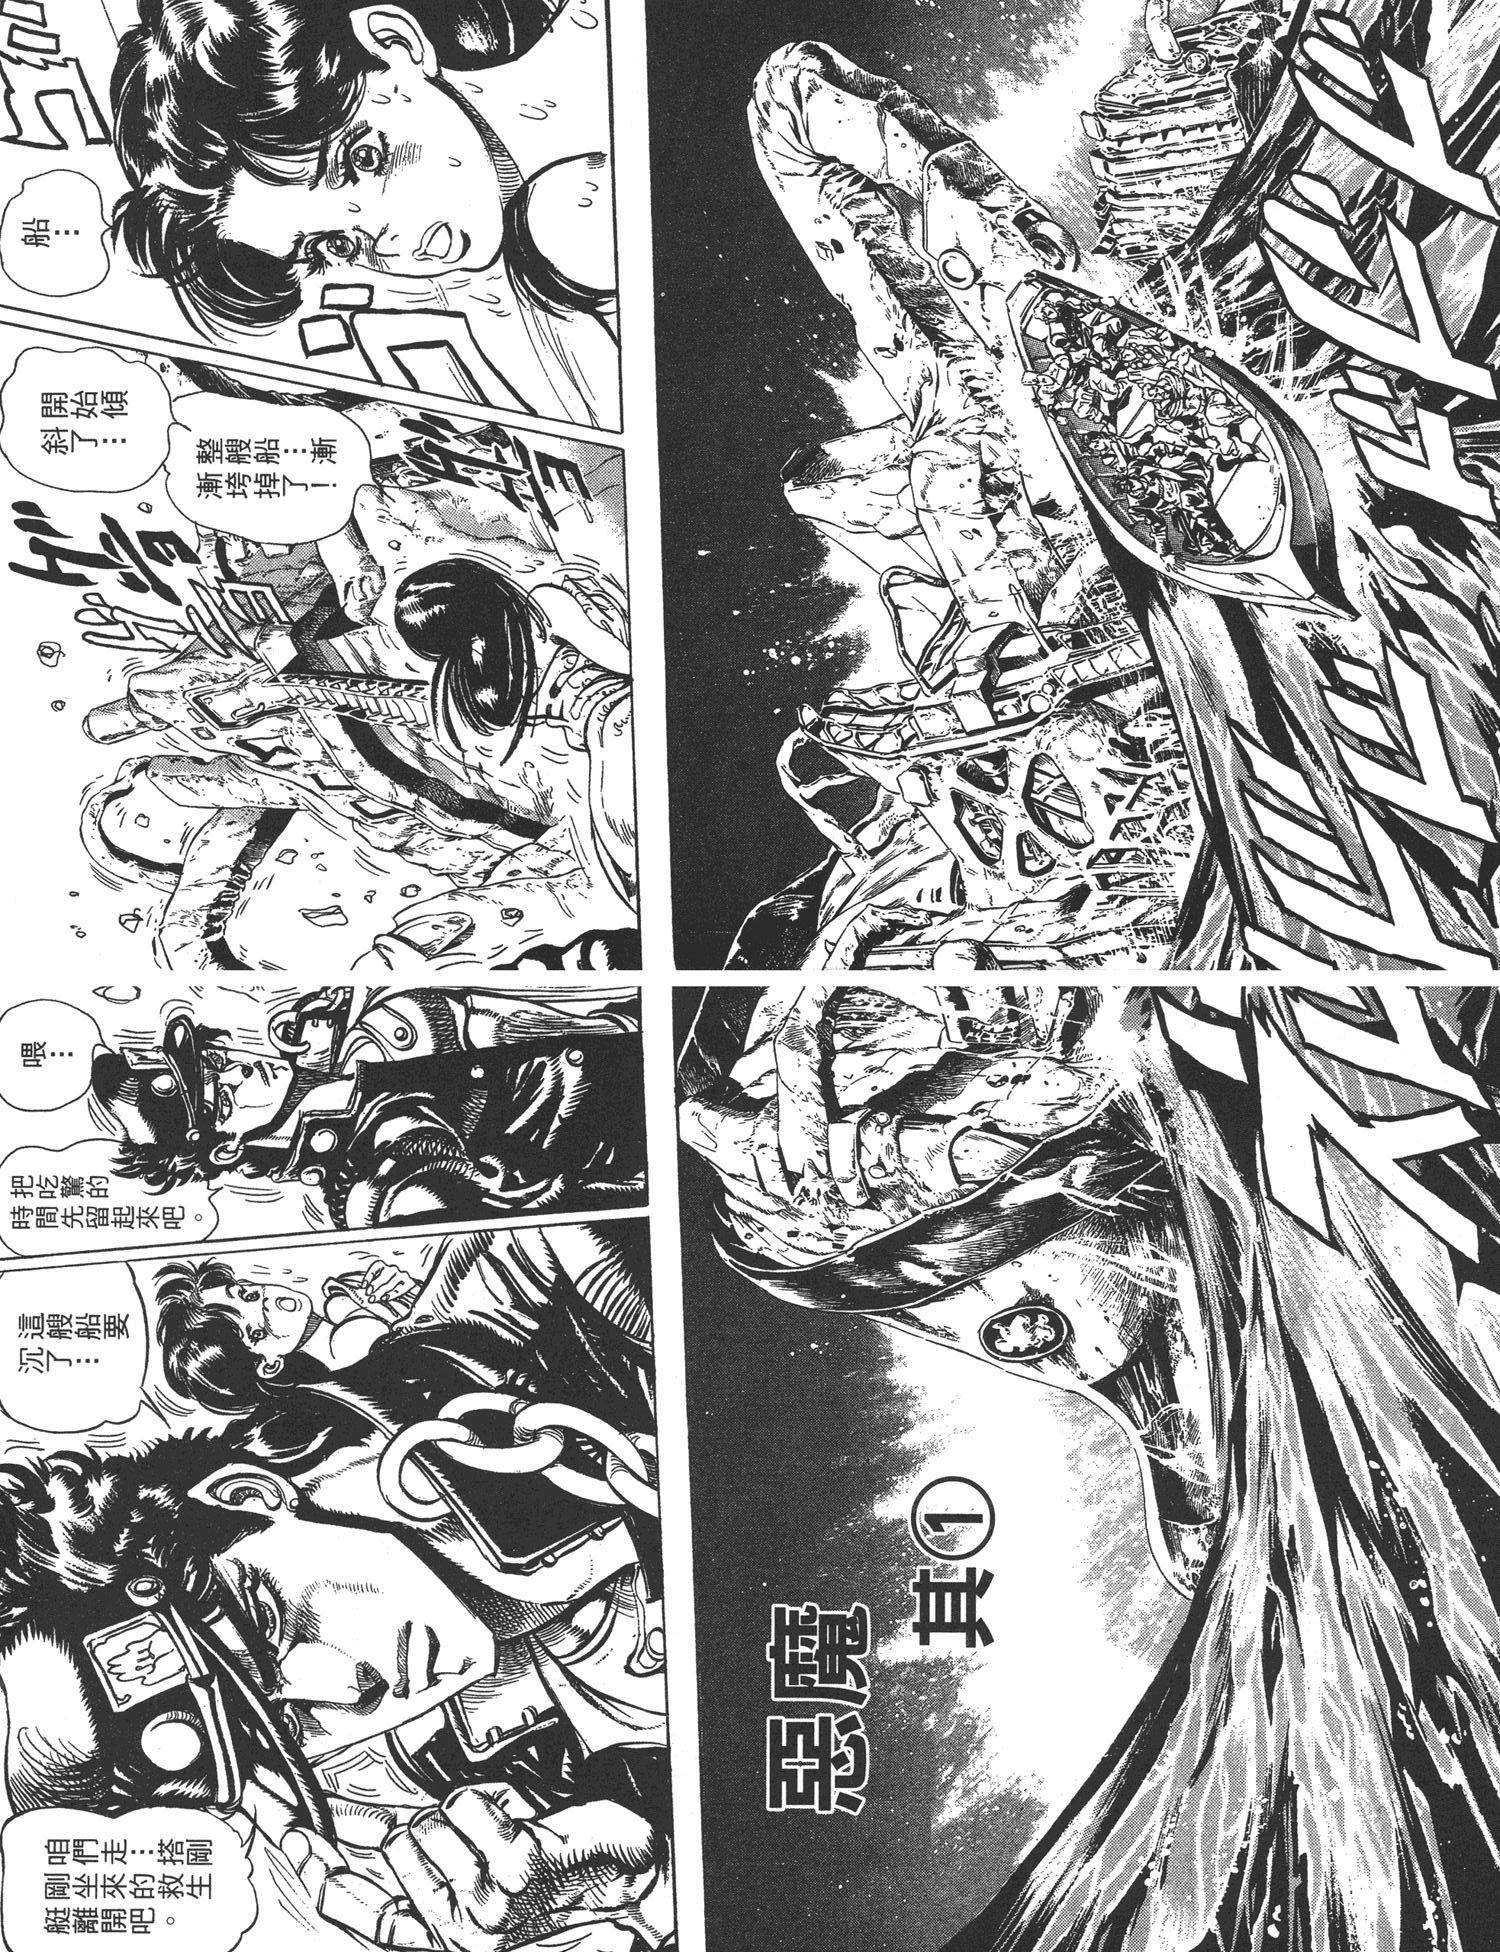 船…
開始傾
斜了…
整艘船…漸
漸垮掉了!
喂…
把吃驚的
時間先留起來吧。
這艘船要
沉了…
咱們走…搭剛
剛坐來的救生
艇離開吧。
惡魔
其①